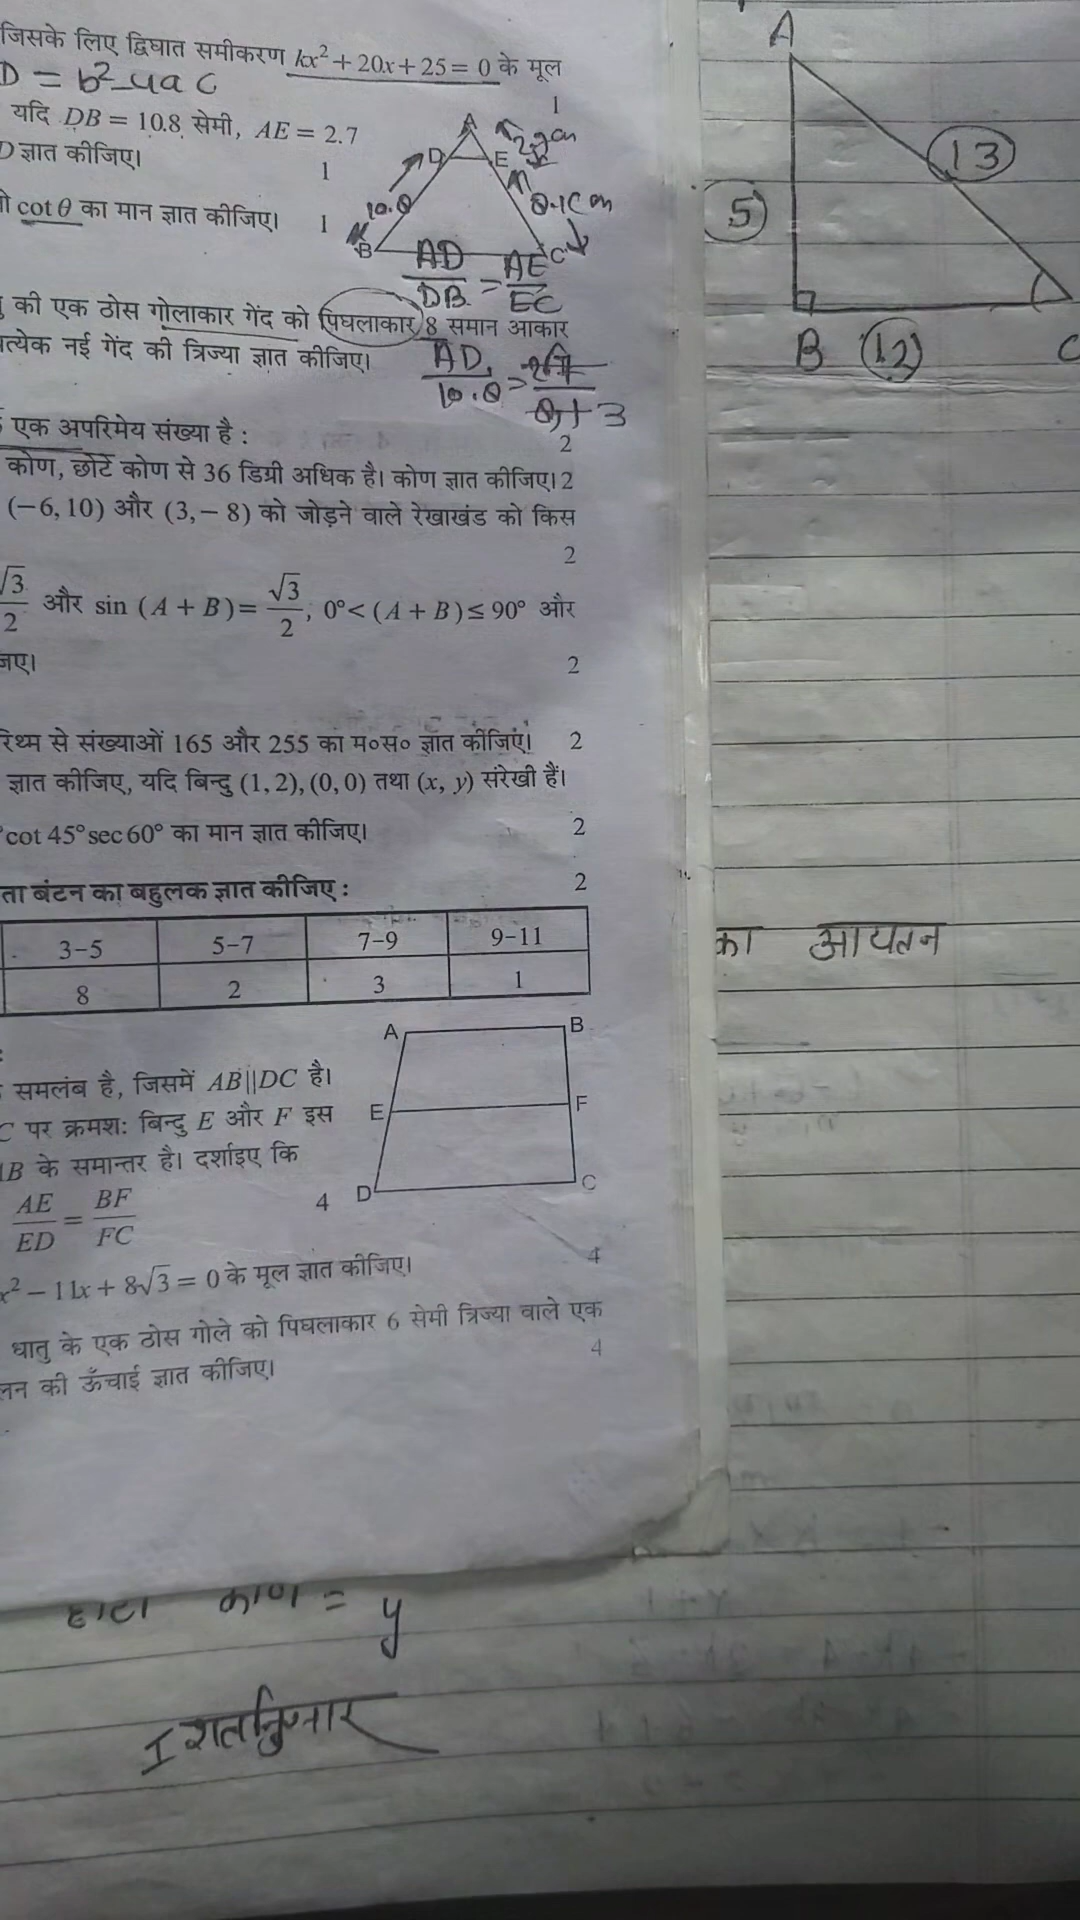 जिसके लिए द्विघात समीकरण kx² + 20x + 25 = 0 के मूल
D = b² - 4ac
1
यदि DB = 10.8 सेमी, AE = 2.7
ज्ञात कीजिए। 1
cot θ का मान ज्ञात कीजिए। 1
A
D E
B C
AD/DB = AE/EC
की एक ठोस गोलाकार गेंद को पिघलाकार 8 समान आकार
नई गेंद की त्रिज्या ज्ञात कीजिए।
एक अपरिमेय संख्या है :
2
कोण, छोटे कोण से 36 डिग्री अधिक है। कोण ज्ञात कीजिए। 2
(−6, 10) और (3, − 8) को जोड़ने वाले रेखाखंड को किस
2
√3/2 और sin (A + B) = √3/2, 0° < (A + B) ≤ 90° और
2
से संख्याओं 165 और 255 का म०स० ज्ञात कीजिए। 2
ज्ञात कीजिए, यदि बिन्दु (1, 2), (0, 0) तथा (x, y) संरेखी हैं।
2
cot 45° sec 60° का मान ज्ञात कीजिए।
2
बंटन का बहुलक ज्ञात कीजिए :
3–5 5–7 7–9 9–11
8 2 3 1
समलंब है, जिसमें AB||DC है।
पर क्रमशः बिन्दु E और F इस
के समान्तर है। दर्शाइए कि
AE/ED = BF/FC
4
A B
E F
D C
x² − 11x + 8√3 = 0 के मूल ज्ञात कीजिए। 4
धातु के एक ठोस गोले को पिघलाकार 6 सेमी त्रिज्या वाले एक
की ऊँचाई ज्ञात कीजिए। 4
A
13
5
B 12 C
का आयतन
कोण = y